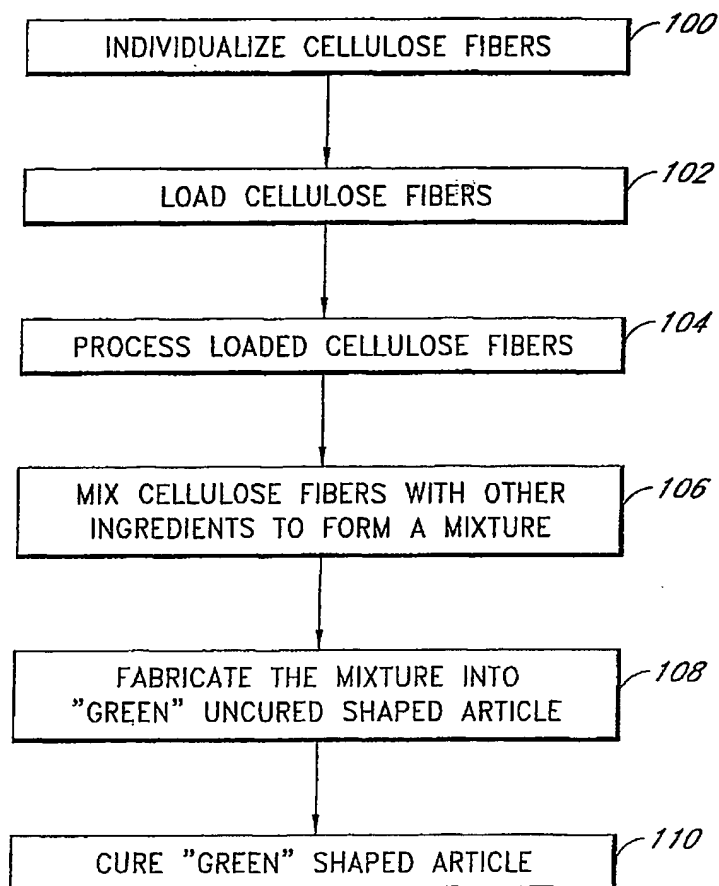 INDIVIDUALIZE CELLULOSE FIBERS
100
LOAD CELLULOSE FIBERS
102
PROCESS LOADED CELLULOSE FIBERS
104
MIX CELLULOSE FIBERS WITH OTHER
INGREDIENTS TO FORM A MIXTURE
106
FABRICATE THE MIXTURE INTO
"GREEN" UNCURED SHAPED ARTICLE
108
CURE "GREEN" SHAPED ARTICLE
110